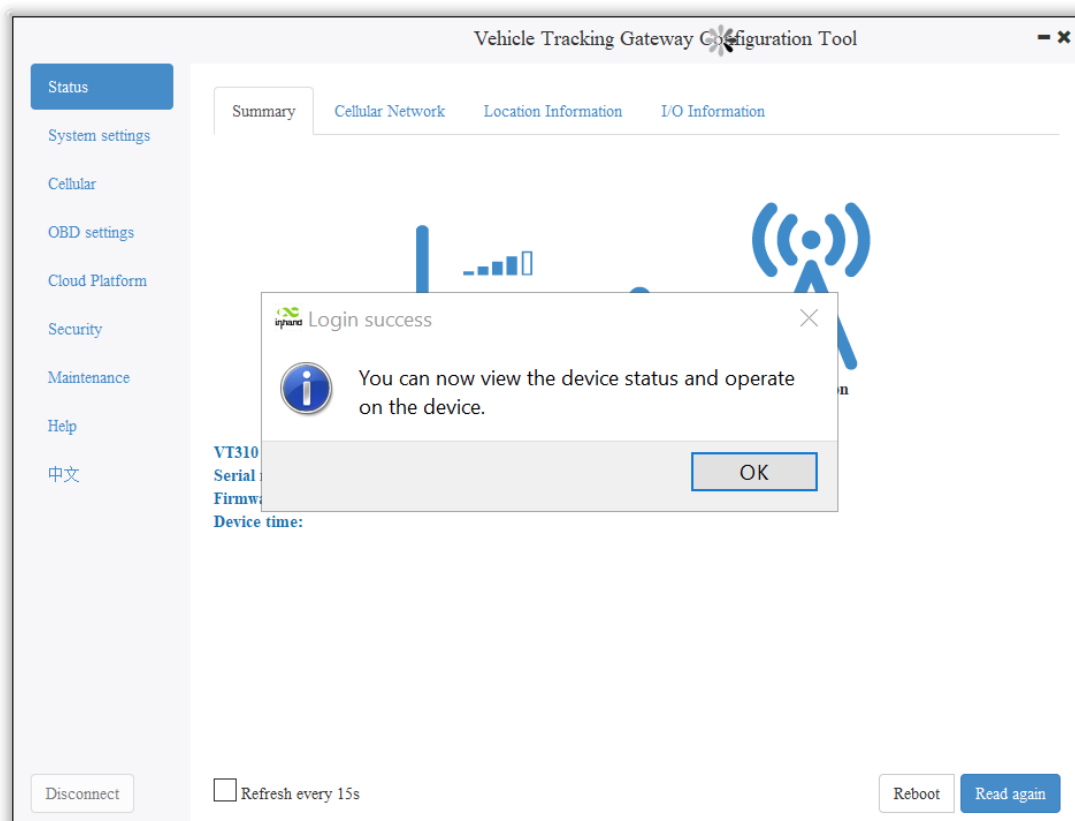 Vehicle Tracking Gateway Configuration Tool
Status
System settings
Cellular
OBD settings
Cloud Platform
Security
Maintenance
Help
中文
Disconnect
Summary Cellular Network Location Information I/O Information
inhand Login success
You can now view the device status and operate
on the device.
OK
VT310
Serial
Device time:
Refresh every 15s
Reboot
Read again